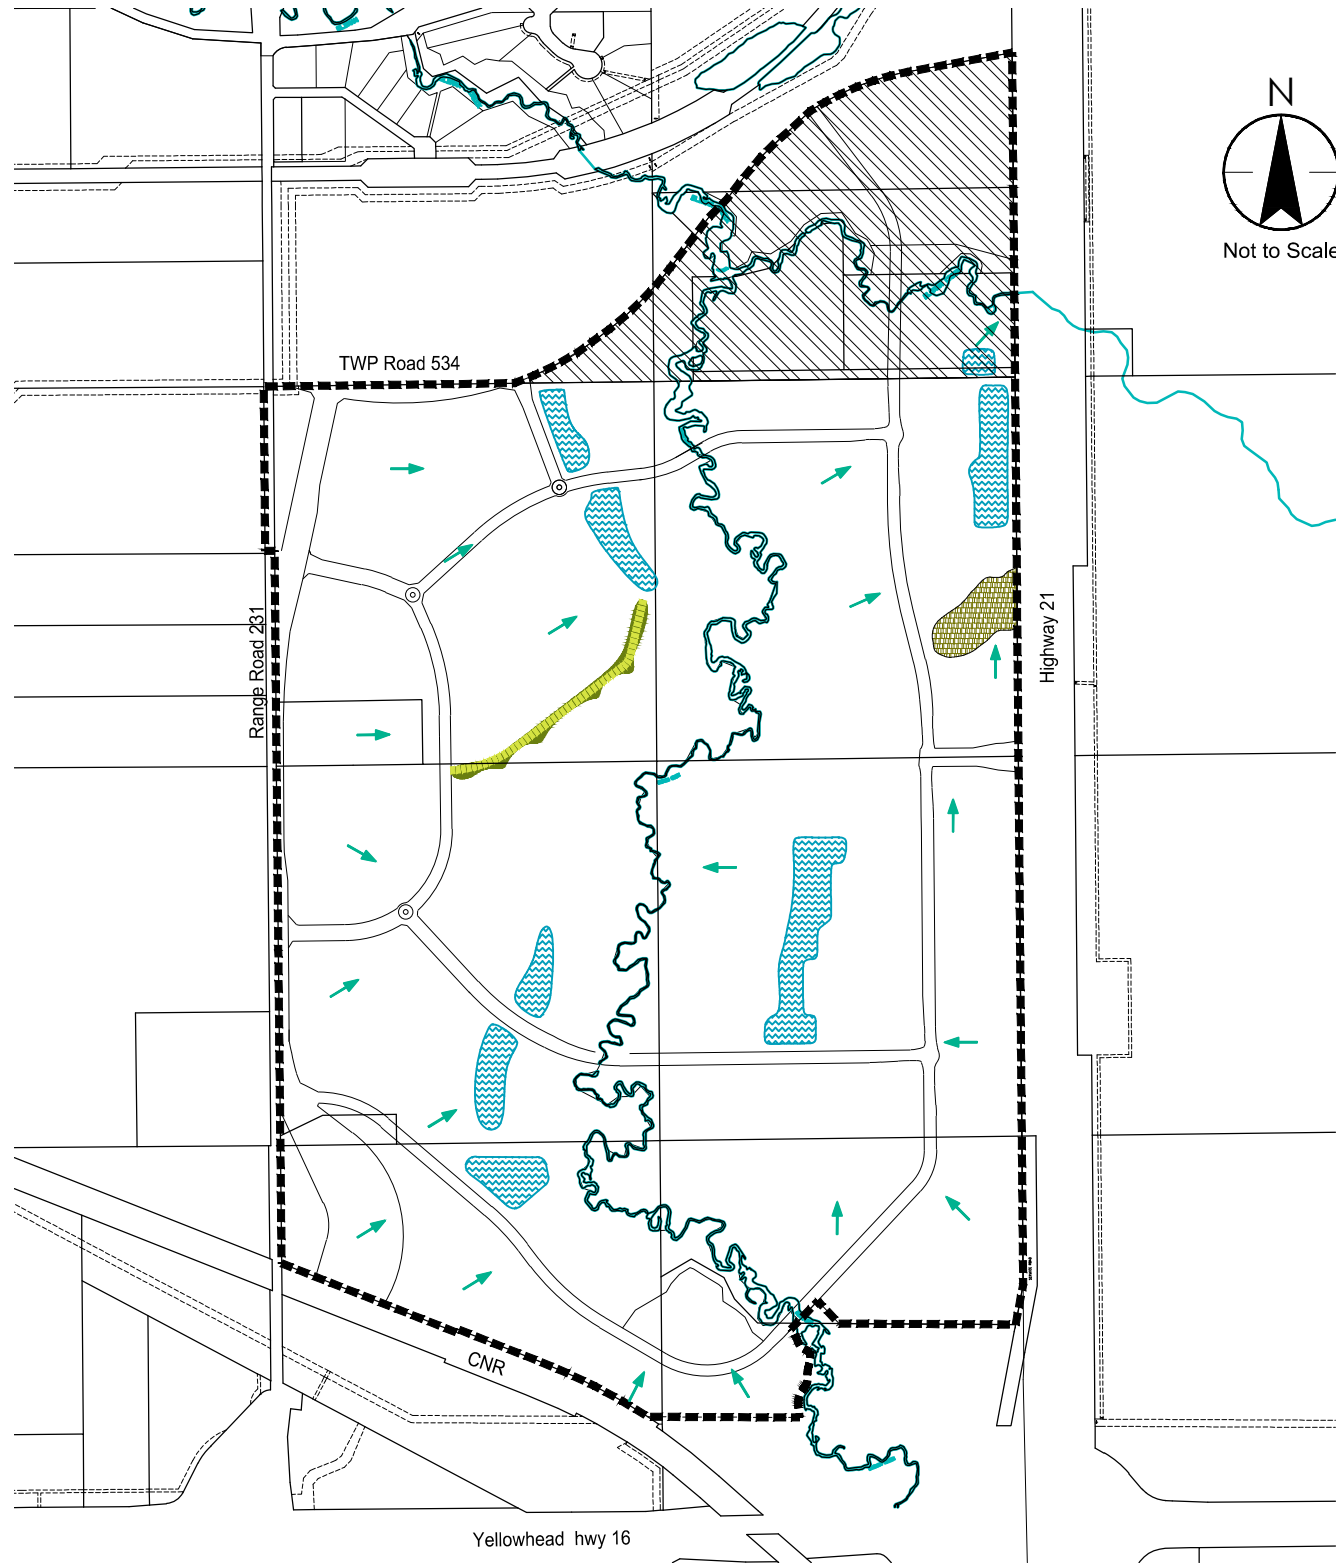 N
Not to Scale
TWP Road 534
Range Road 231
Highway 21
CNR
Yellowhead hwy 16